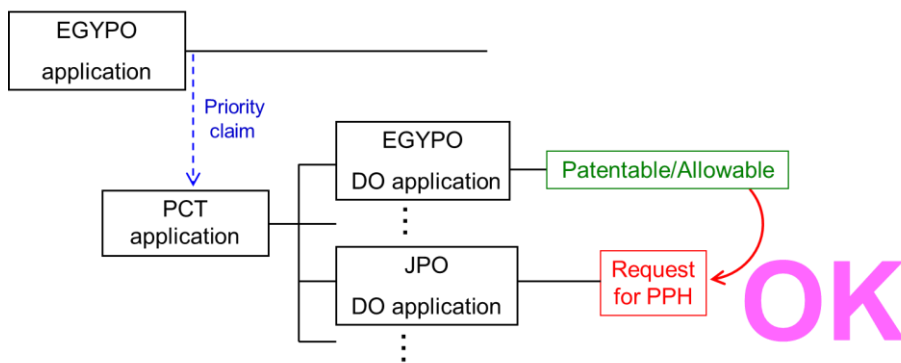 EGYPO
application
Priority
claim
EGYPO
DO application
Patentable/Allowable
PCT
application
JPO
DO application
Request
for PPH
OK